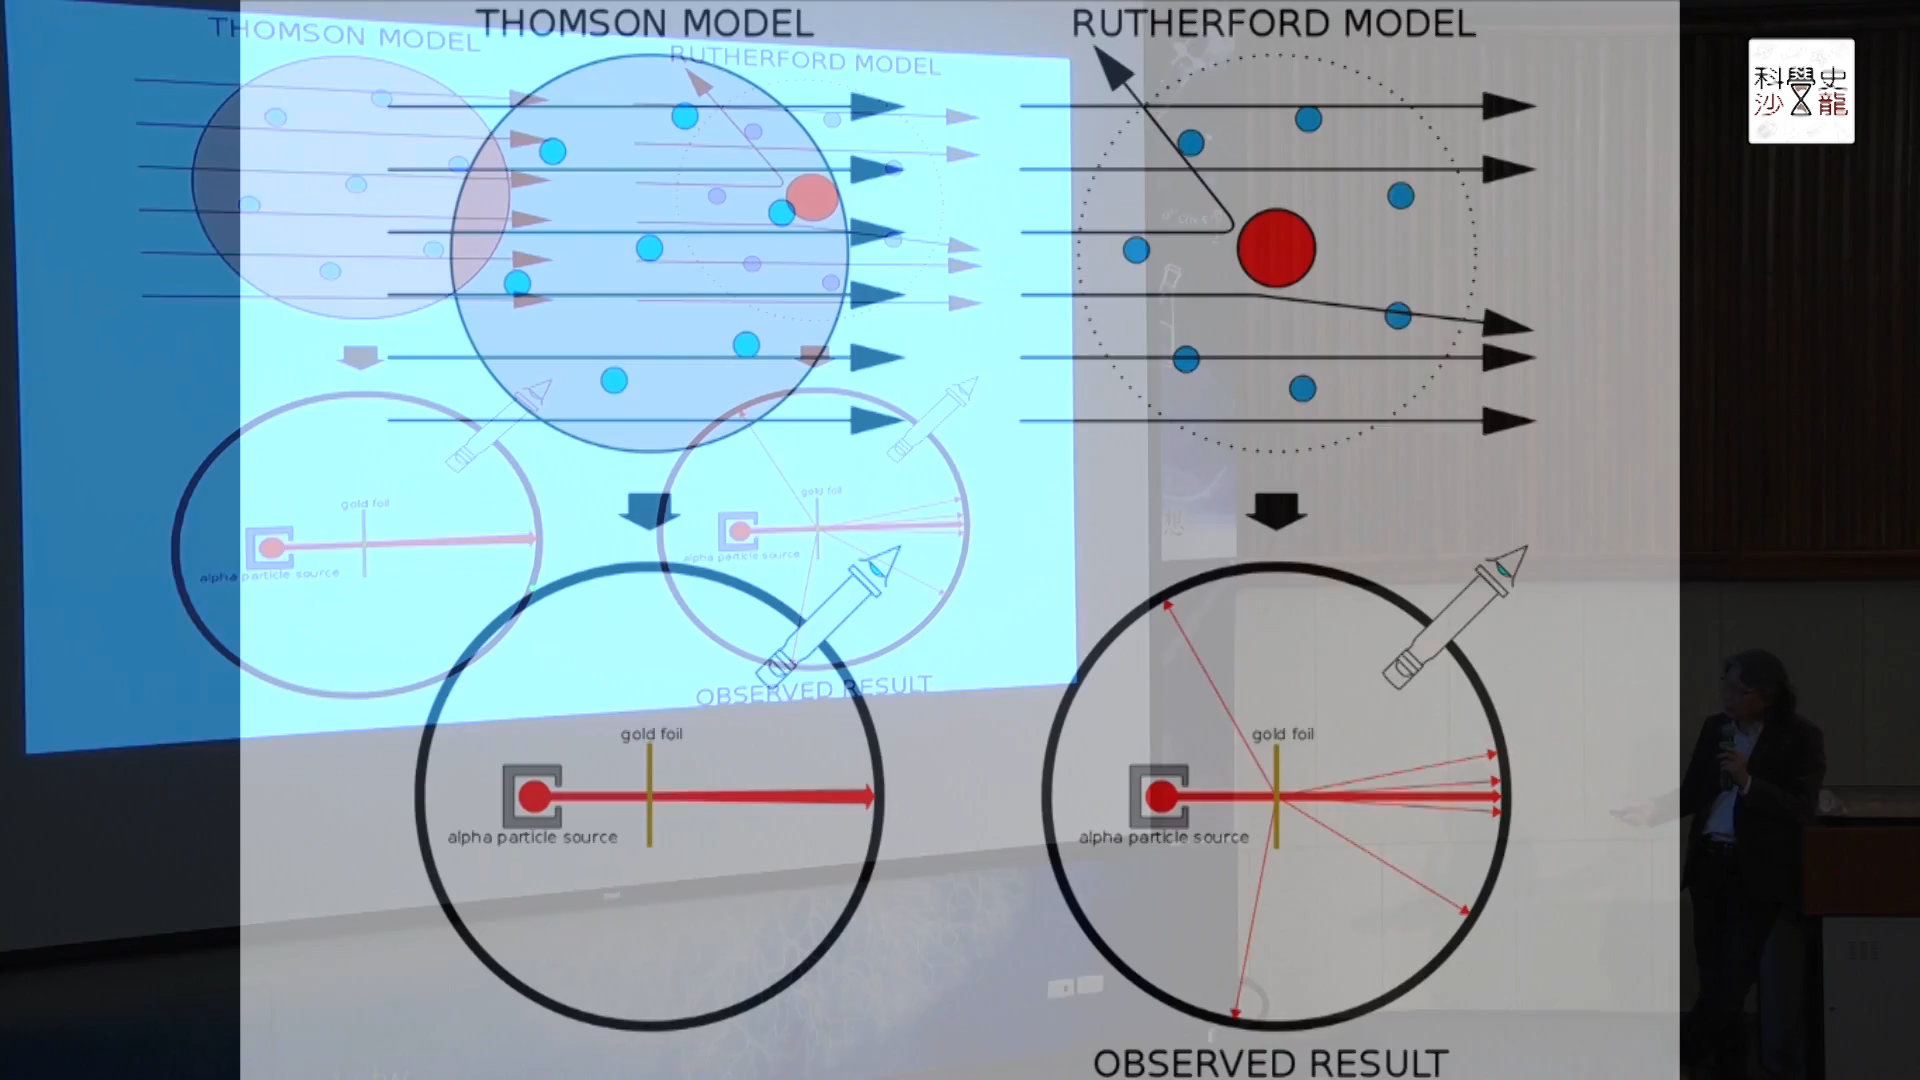 THOMSON MODEL
RUTHERFORD MODEL
gold foil
alpha particle source
gold foil
alpha particle source
OBSERVED RESULT
THOMSON MODEL
RUTHERFORD MODEL
gold foil
alpha particle source
gold foil
alpha particle source
OBSERVED RESULT
科學史
沙龍
想